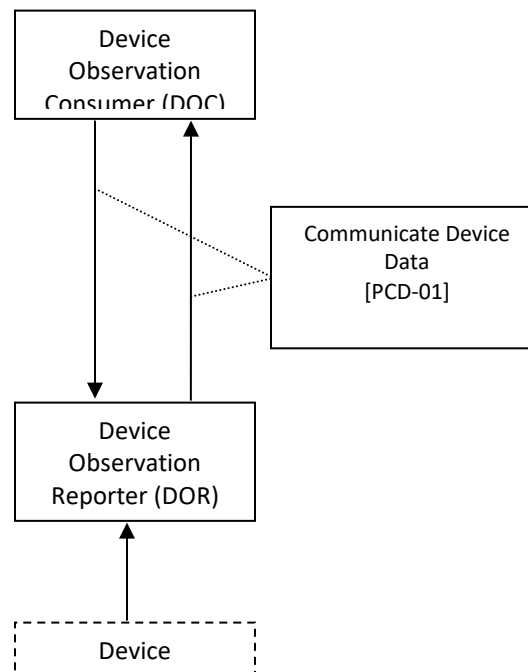 Device
Observation
Consumer (DOC)
Communicate Device
Data
[PCD-01]
Device
Observation
Reporter (DOR)
Device